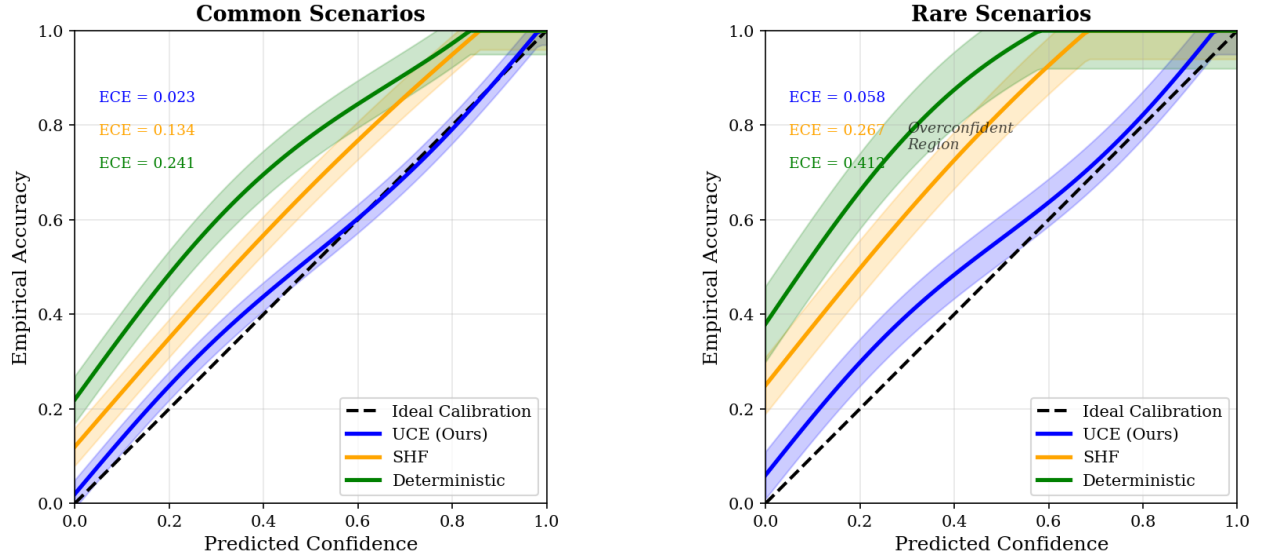 Common Scenarios
Empirical Accuracy
1.0
0.8
0.6
0.4
0.2
0.0
ECE = 0.023
ECE = 0.134
ECE = 0.241
Ideal Calibration
UCE (Ours)
SHF
Deterministic
0.0 0.2 0.4 0.6 0.8 1.0
Predicted Confidence
Rare Scenarios
Empirical Accuracy
1.0
0.8
0.6
0.4
0.2
0.0
ECE = 0.058
ECE = 0.267
ECE = 0.412
Overconfident
Region
Ideal Calibration
UCE (Ours)
SHF
Deterministic
0.0 0.2 0.4 0.6 0.8 1.0
Predicted Confidence